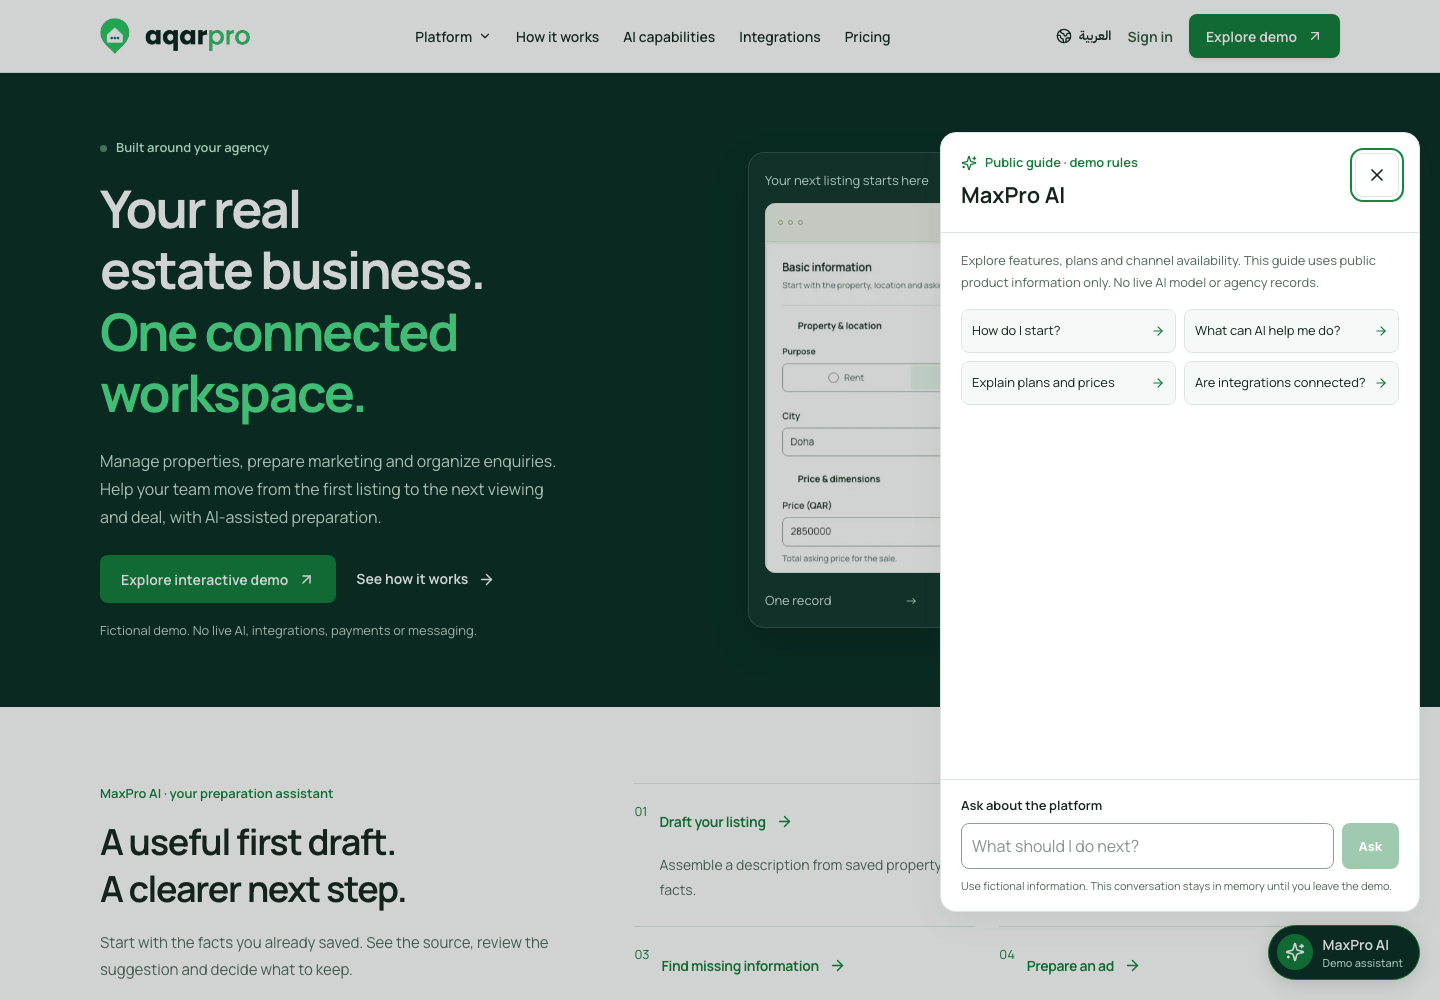 aqarpro
Platform
How it works
AI capabilities
Integrations
Pricing
العربية
Sign in
Explore demo
Built around your agency
Your real
estate business.
One connected
workspace.
Manage properties, prepare marketing and organize enquiries.
Help your team move from the first listing to the next viewing
and deal, with AI-assisted preparation.
Explore interactive demo
See how it works
Fictional demo. No live AI, integrations, payments or messaging.
Your next listing starts here
Basic information
Start with the property, location and
Property & location
Purpose
Rent
City
Doha
Price & dimensions
Price (QAR)
2850000
Total asking price for the sale.
One record
Public guide · demo rules
MaxPro AI
Explore features, plans and channel availability. This guide uses public
product information only. No live AI model or agency records.
How do I start?
What can AI help me do?
Explain plans and prices
Are integrations connected?
Ask about the platform
What should I do next?
Ask
Use fictional information. This conversation stays in memory until you leave the demo.
MaxPro AI · your preparation assistant
A useful first draft.
A clearer next step.
Start with the facts you already saved. See the source, review the
suggestion and decide what to keep.
01
Draft your listing
Assemble a description from saved property
facts.
03
Find missing information
04
Prepare an ad
MaxPro AI
Demo assistant